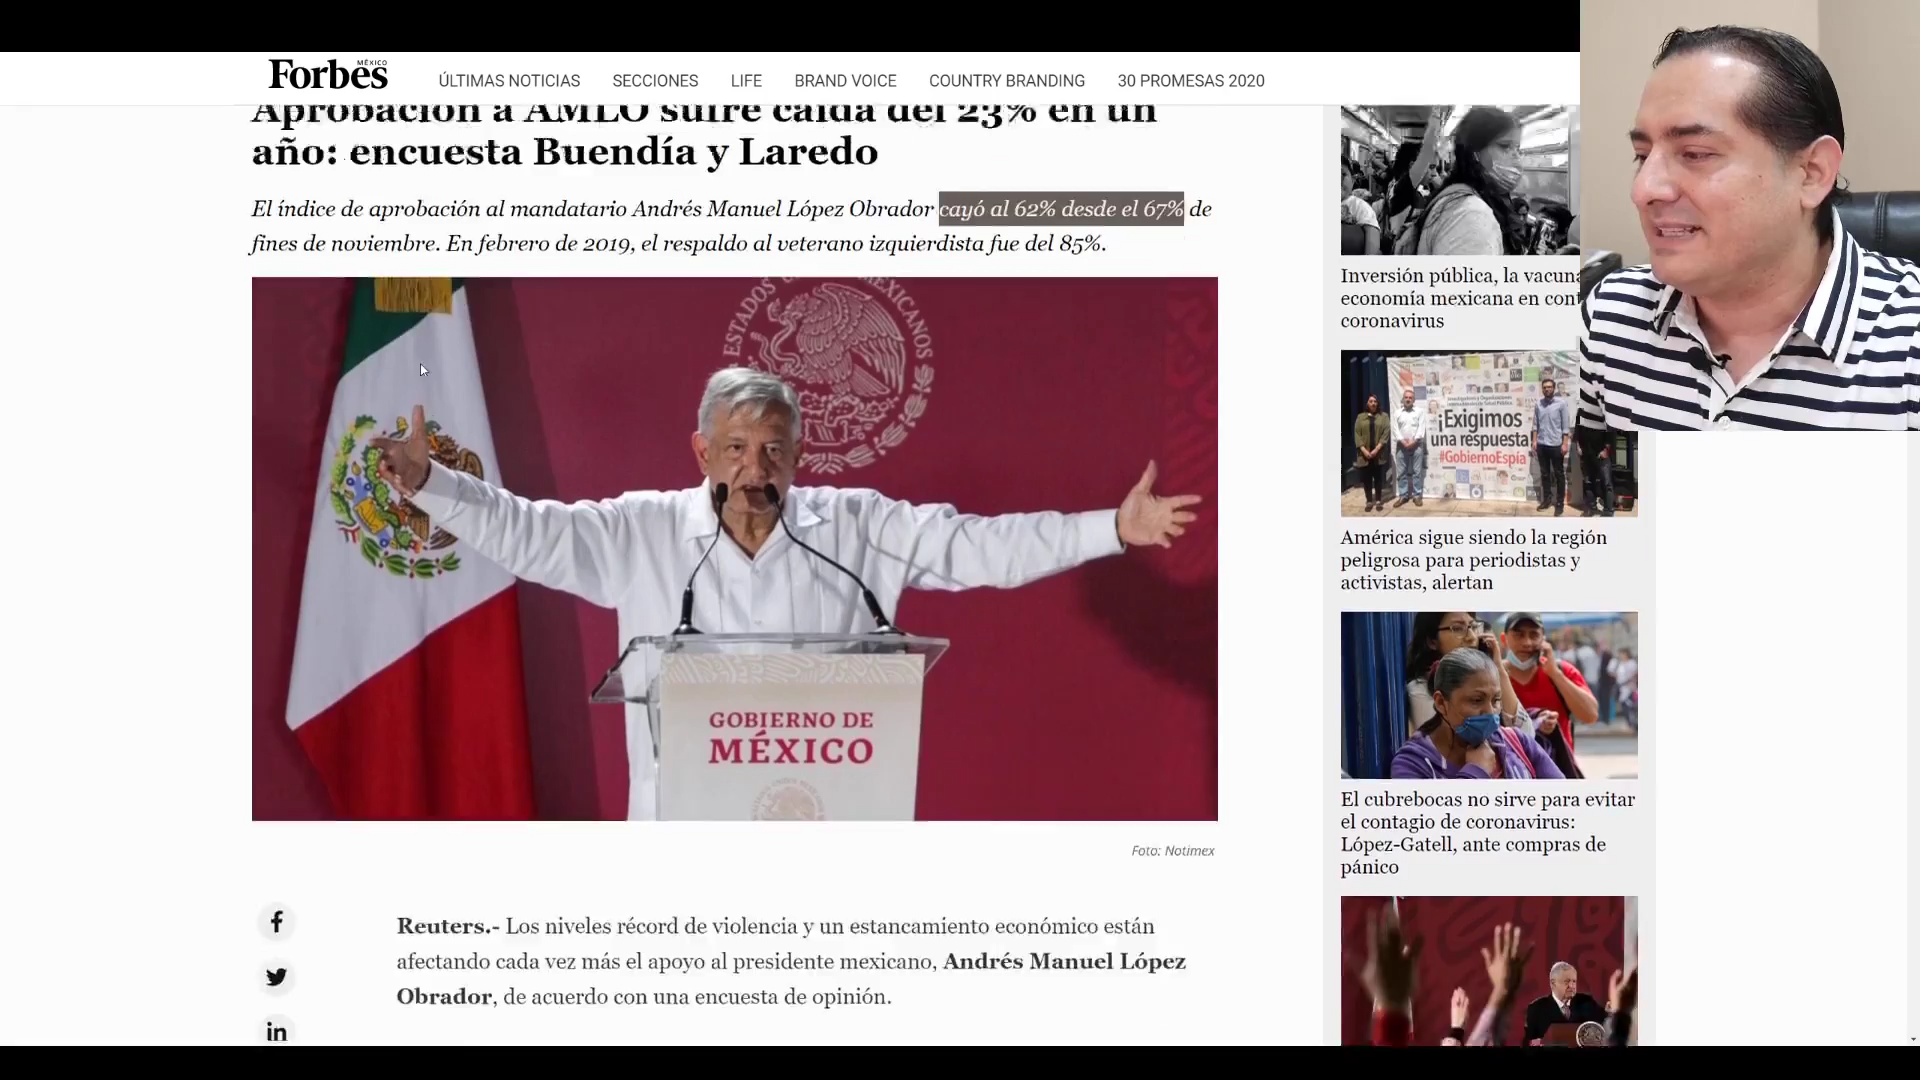 Forbes
MÉXICO
ÚLTIMAS NOTICIAS
SECCIONES
LIFE
BRAND VOICE
COUNTRY BRANDING
30 PROMESAS 2020
Aprobación a AMLO sufre caída del 23% en un
año: encuesta Buendía y Laredo
El índice de aprobación al mandatario Andrés Manuel López Obrador cayó al 62% desde el 67% de
fines de noviembre. En febrero de 2019, el respaldo al veterano izquierdista fue del 85%.
ESTADOS UNIDOS MEXICANOS
GOBIERNO DE
MÉXICO
Foto: Notimex
Reuters.- Los niveles récord de violencia y un estancamiento económico están
afectando cada vez más el apoyo al presidente mexicano, Andrés Manuel López
Obrador, de acuerdo con una encuesta de opinión.
Inversión pública, la
economía mexicana en
coronavirus
¡Exigimos
una respuesta!
#GobiernoEspía
América sigue siendo la región
peligrosa para periodistas y
activistas, alertan
El cubrebocas no sirve para evitar
el contagio de coronavirus:
López-Gatell, ante compras de
pánico